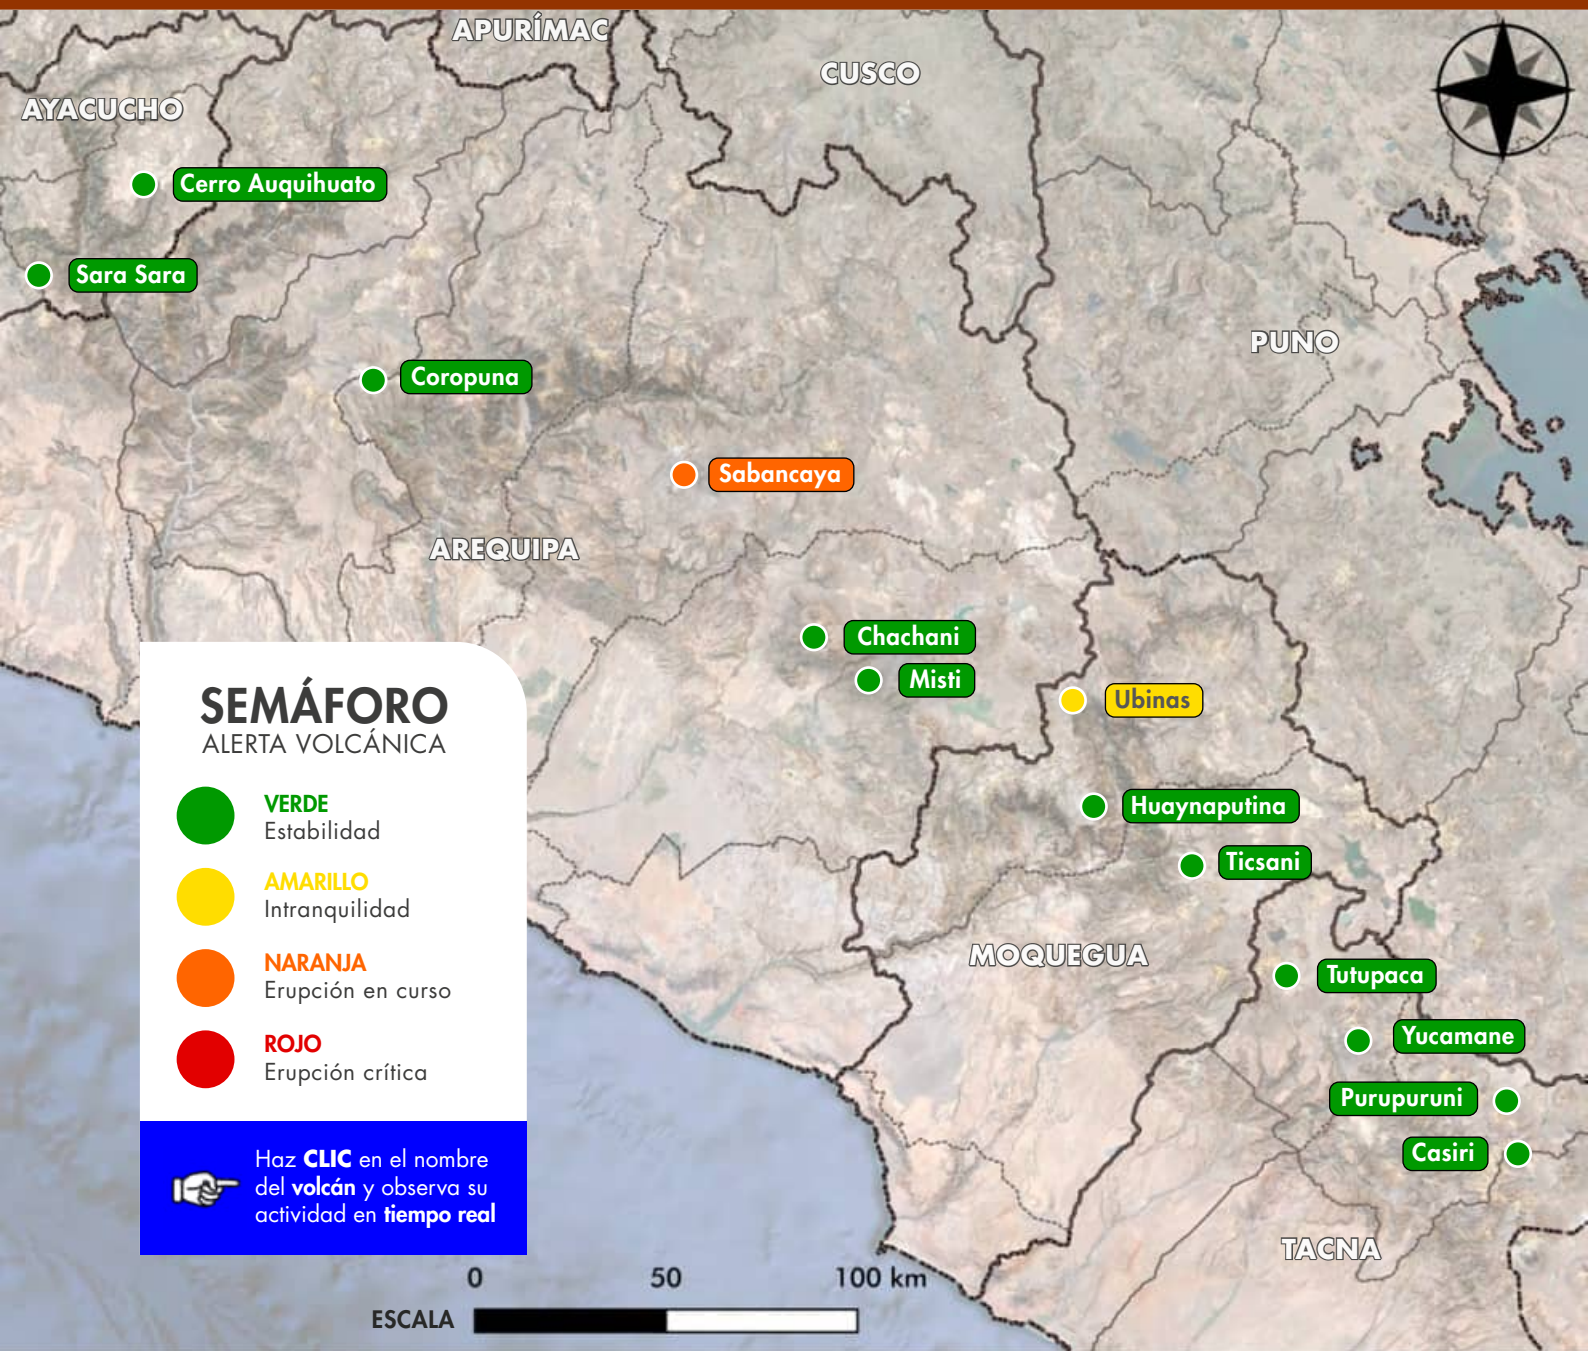 APURÍMAC
CUSCO
AYACUCHO
Cerro Auquihuato
Sara Sara
PUNO
Coropuna
Sabancaya
AREQUIPA
Chachani
Misti
Ubinas
Huaynaputina
Ticsani
MOQUEGUA
Tutupaca
Yucamane
Purupuruni
Casiri
TACNA
SEMÁFORO
ALERTA VOLCÁNICA
VERDE
Estabilidad
AMARILLO
Intranquilidad
NARANJA
Erupción en curso
ROJO
Erupción crítica
Haz CLIC en el nombre
del volcán y observa su
actividad en tiempo real
0 50 100 km
ESCALA